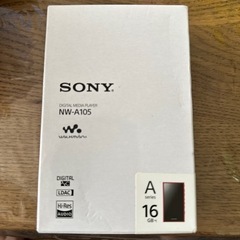 SONY
DIGITAL MEDIA PLAYER
NW-A105
WALKMAN
DIGITAL
LDAC
Hi-Res
AUDIO
A
series
16
GB